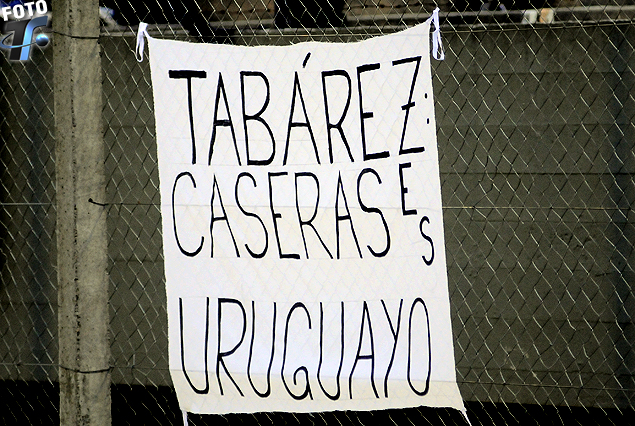 FOTO
TABÁREZ:
CASERAS ES
URUGUAYO